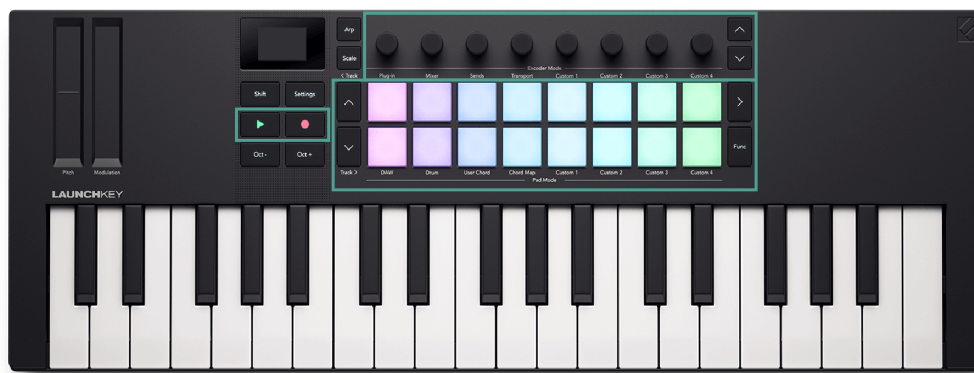 Arp
Scale
< Track
Encoder Mode
Plug-in Mixer Sends Transport Custom 1 Custom 2 Custom 3 Custom 4
Shift Settings
Oct - Oct +
Func
Track >
DAW Drum User Chord Chord Map Custom 1 Custom 2 Custom 3 Custom 4
Pad Mode
Pitch Modulation
LAUNCHKEY